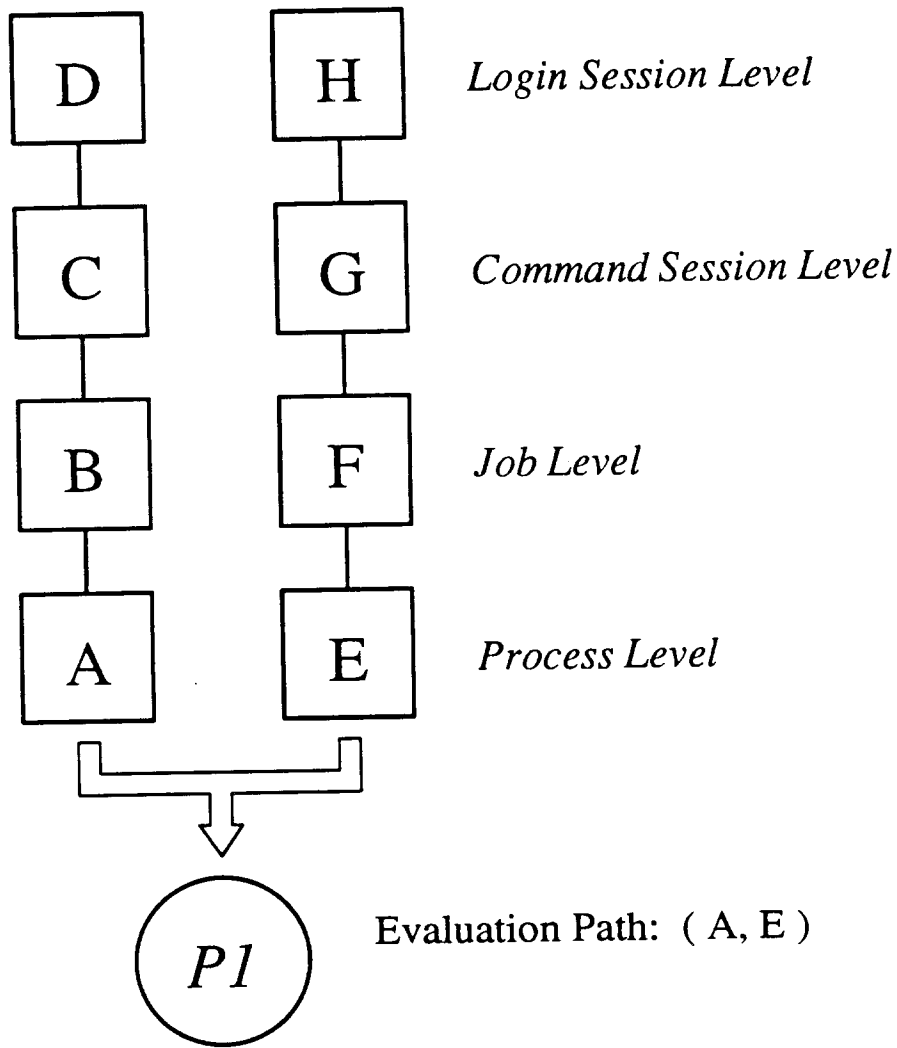 D H Login Session Level
C G Command Session Level
B F Job Level
A E Process Level
P1 Evaluation Path: ( A, E )